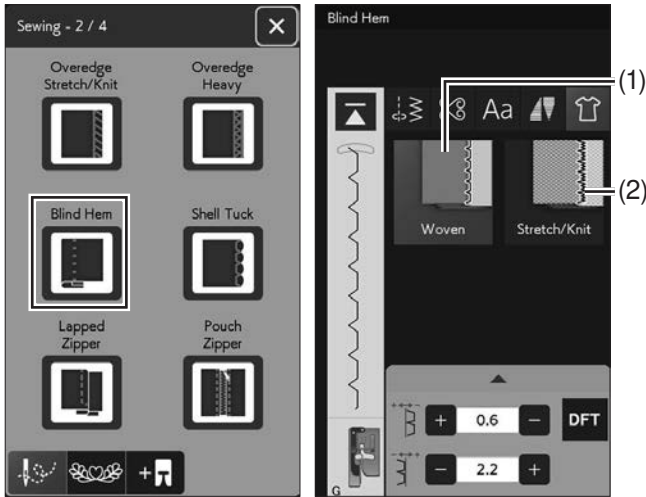 Sewing - 2 / 4
Overedge
Stretch/Knit
Overedge
Heavy
Blind Hem
Shell Tuck
Lapped
Zipper
Pouch
Zipper
Blind Hem
Aa
(1)
(2)
Woven
Stretch/Knit
+ 0.6 −
DFT
− 2.2 +
G